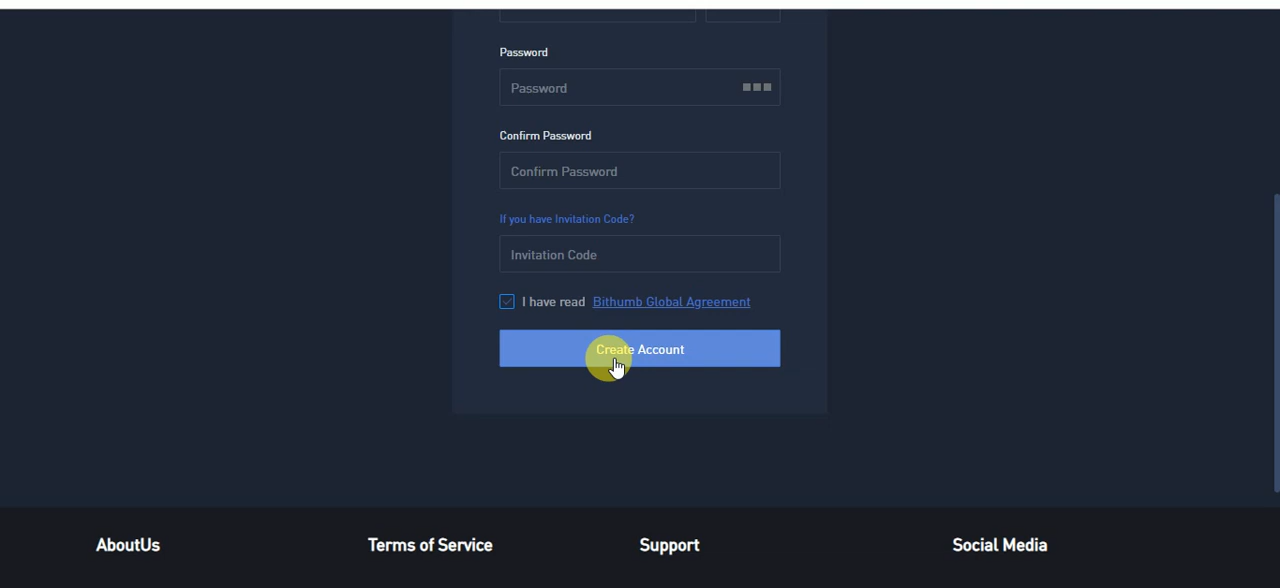 Password
Password
Confirm Password
Confirm Password
If you have Invitation Code?
Invitation Code
I have read Bithumb Global Agreement
Create Account
AboutUs Terms of Service Support Social Media